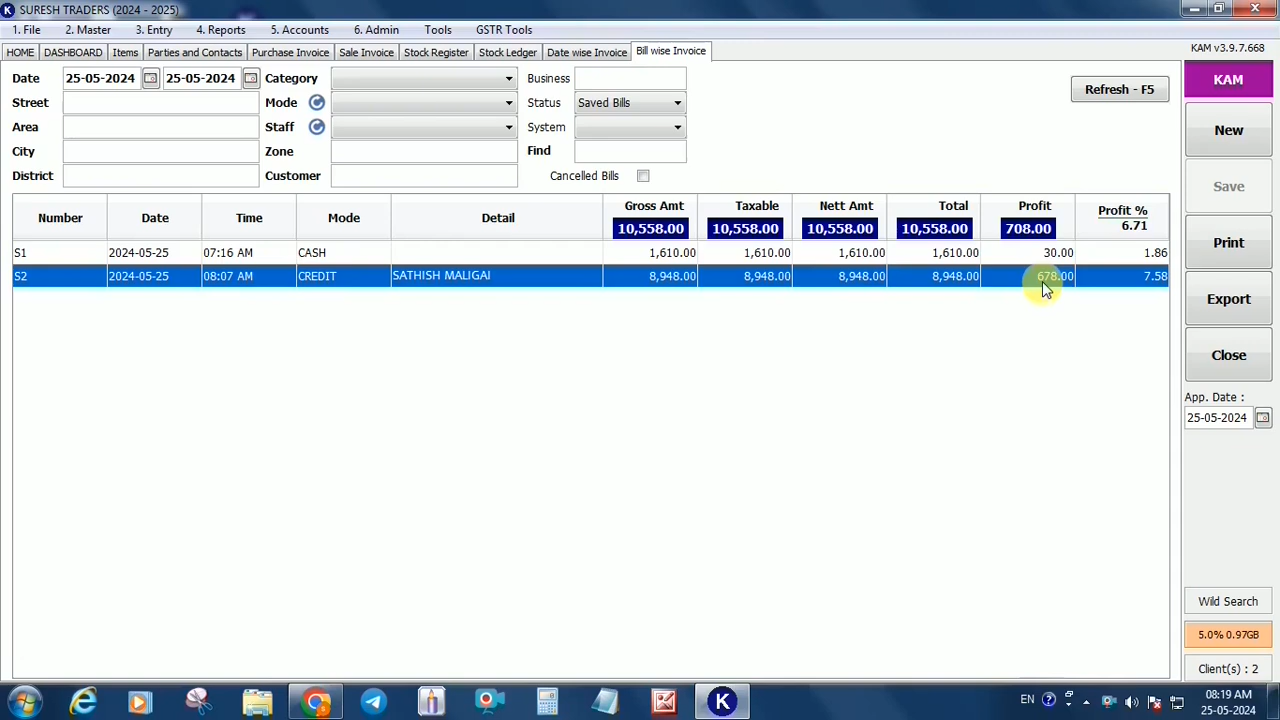 K SURESH TRADERS (2024 - 2025)
1. File 2. Master 3. Entry 4. Reports 5. Accounts 6. Admin Tools GSTR Tools
HOME DASHBOARD Items Parties and Contacts Purchase Invoice Sale Invoice Stock Register Stock Ledger Date wise Invoice Bill wise Invoice
KAM v3.9.7.668
Date 25-05-2024 25-05-2024 Category Business
Street Mode Status Saved Bills
Area Staff System
City Zone Find
District Customer Cancelled Bills
Refresh - F5
KAM
New
Save
Print
Export
Close
App. Date :
25-05-2024
Number Date Time Mode Detail Gross Amt Taxable Nett Amt Total Profit Profit %
10,558.00 10,558.00 10,558.00 10,558.00 708.00 6.71
S1 2024-05-25 07:16 AM CASH 1,610.00 1,610.00 1,610.00 1,610.00 30.00 1.86
S2 2024-05-25 08:07 AM CREDIT SATHISH MALIGAI 8,948.00 8,948.00 8,948.00 8,948.00 678.00 7.58
Wild Search
5.0% 0.97GB
Client(s) : 2
K
EN
08:19 AM
25-05-2024